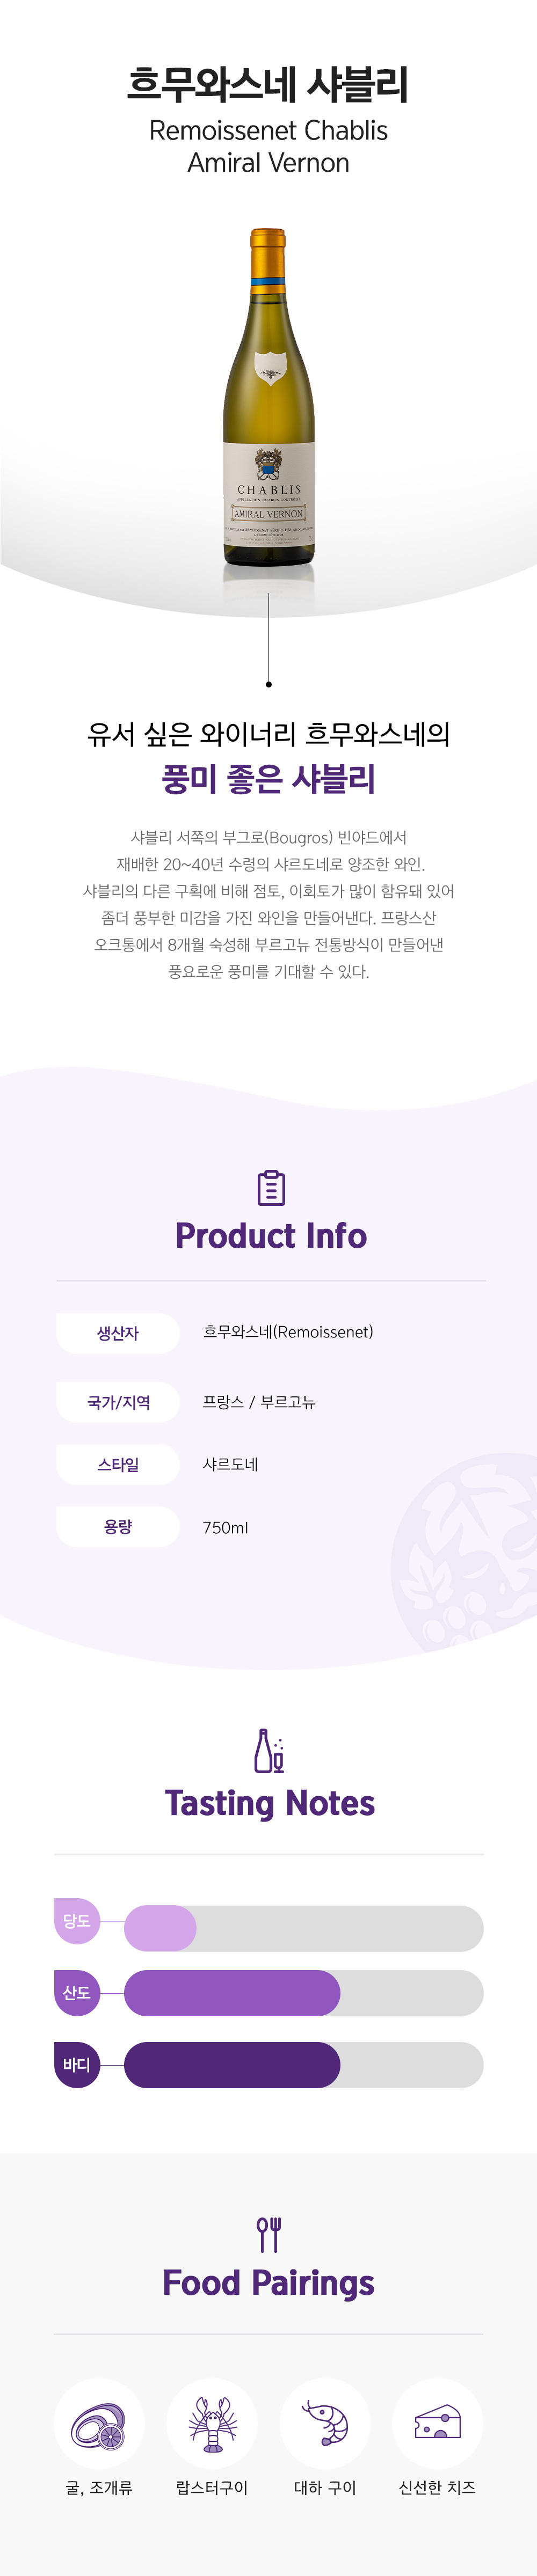 흐무와스네 샤블리
Remoissenet Chablis
Amiral Vernon
CHABLIS
AMIRAL VERNON
유서 싶은 와이너리 흐무와스네의
풍미 좋은 샤블리
샤블리 서쪽의 부그로(Bougros) 빈야드에서
재배한 20~40년 수령의 샤르도네로 양조한 와인.
샤블리의 다른 구획에 비해 점토, 이회토가 많이 함유돼 있어
좀더 풍부한 미감을 가진 와인을 만들어낸다. 프랑스산
오크통에서 8개월 숙성해 부르고뉴 전통방식이 만들어낸
풍요로운 풍미를 기대할 수 있다.
Product Info
생산자 흐무와스네(Remoissenet)
국가/지역 프랑스 / 부르고뉴
스타일 샤르도네
용량 750ml
Tasting Notes
당도
산도
바디
Food Pairings
굴, 조개류 랍스터구이 대하 구이 신선한 치즈